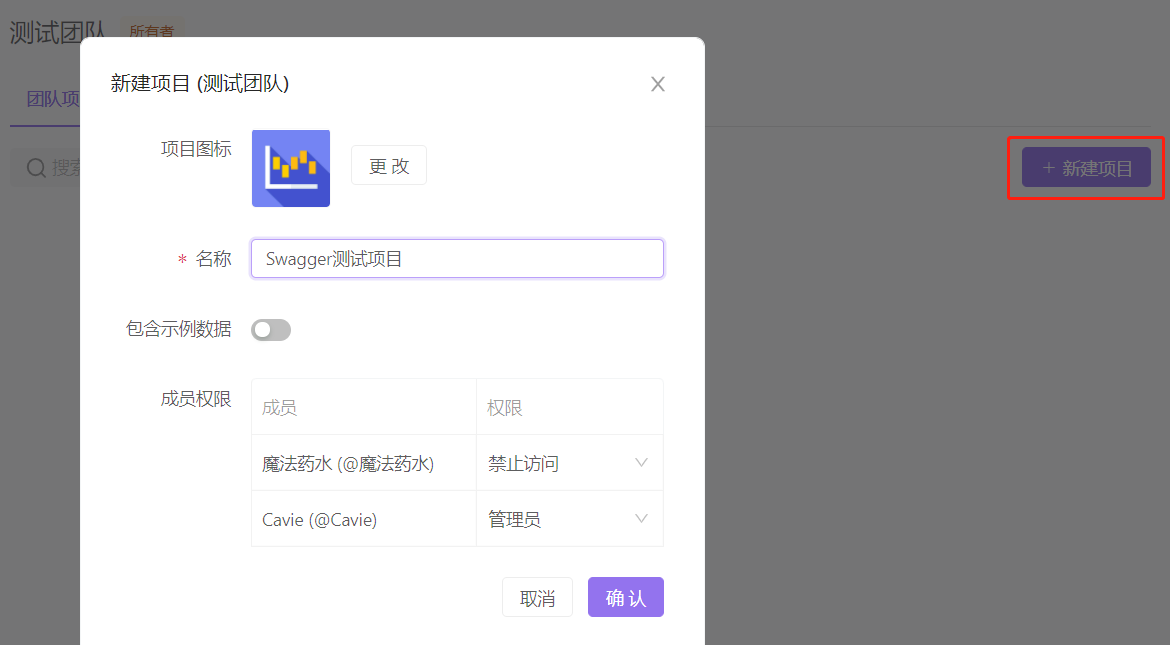 测试团队 所有者
新建项目 (测试团队)
团队项
项目图标
更 改
搜索
+ 新建项目
* 名称 Swagger测试项目
包含示例数据
成员权限
成员 权限
魔法药水 (@魔法药水) 禁止访问
Cavie (@Cavie) 管理员
取消 确 认